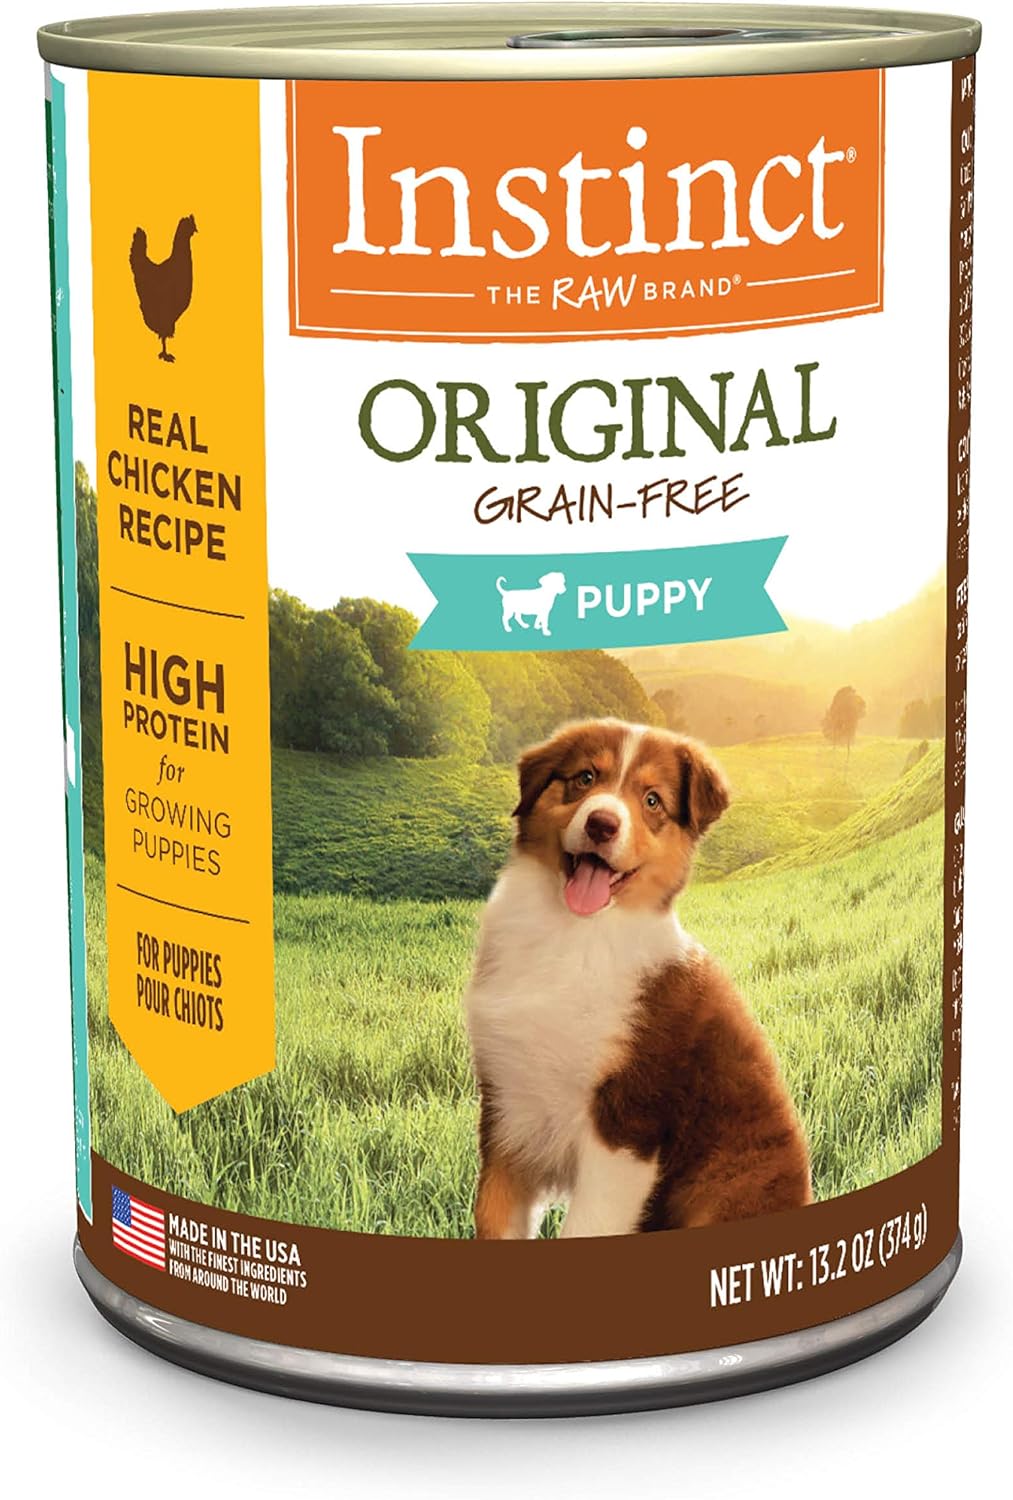 Instinct®
THE RAW BRAND®
ORIGINAL
GRAIN-FREE
PUPPY
REAL
CHICKEN
RECIPE
HIGH
PROTEIN
for
GROWING
PUPPIES
FOR PUPPIES
POUR CHIOTS
MADE IN THE USA
WITH THE FINEST INGREDIENTS
FROM AROUND THE WORLD
NET WT: 13.2 OZ (374 g)